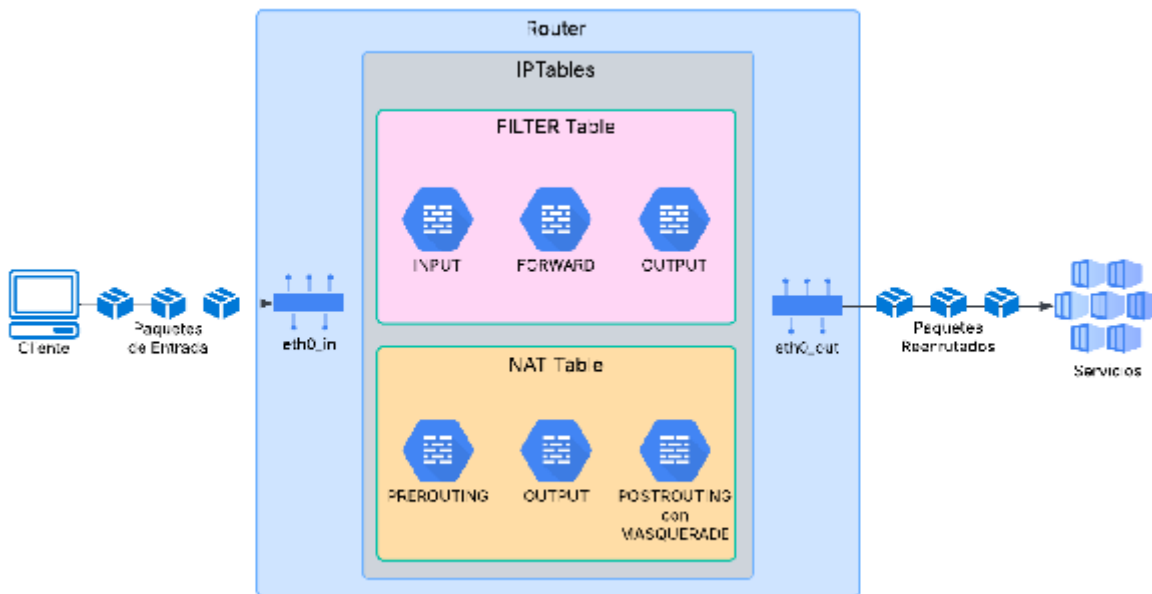 Router
IPTables
FILTER Table
INPUT
FORWARD
OUTPUT
Cliente
Paquetes
de Entrada
eth0_in
eth0_out
Paquetes
Reenrutados
Servicios
NAT Table
PREROUTING
OUTPUT
POSTROUTING
con
MASQUERADE